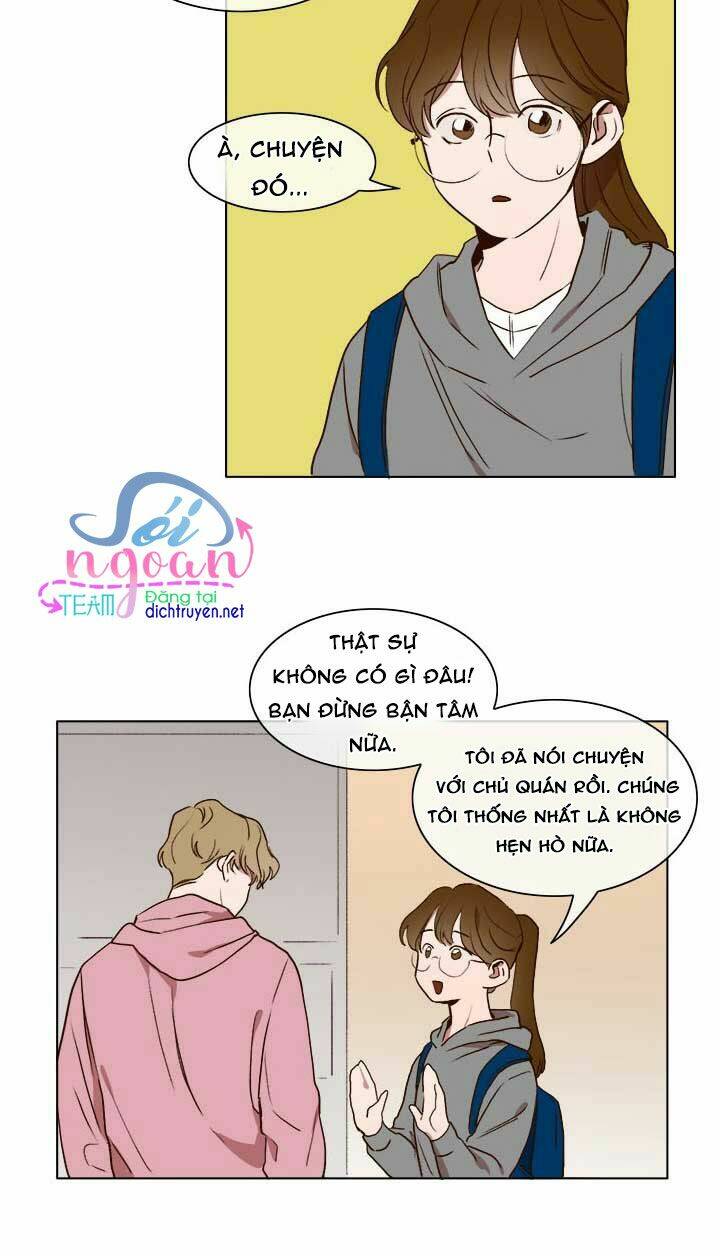 À, CHUYỆN
ĐÓ...
Sói
ngoan
TEAM
Đăng tại
dichtruyen.net
THẬT SỰ
KHÔNG CÓ GÌ ĐÂU!
BẠN ĐỪNG BẬN TÂM
NỮA.
TÔI ĐÃ NÓI CHUYỆN
VỚI CHỦ QUÁN RỒI. CHÚNG
TÔI THỐNG NHẤT LÀ KHÔNG
HẸN HÒ NỮA.